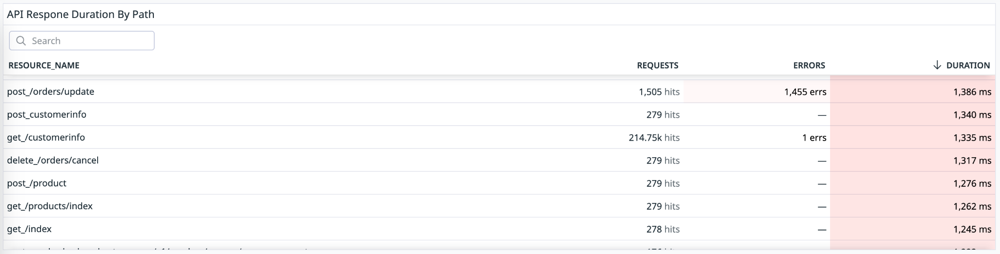 API Respone Duration By Path
Search
RESOURCE_NAME REQUESTS ERRORS ↓ DURATION
post_/orders/update 1,505 hits 1,455 errs 1,386 ms
post_customerinfo 279 hits — 1,340 ms
get_/customerinfo 214.75k hits 1 errs 1,335 ms
delete_/orders/cancel 279 hits — 1,317 ms
post_/product 279 hits — 1,276 ms
get_/products/index 279 hits — 1,262 ms
get_/index 278 hits — 1,245 ms